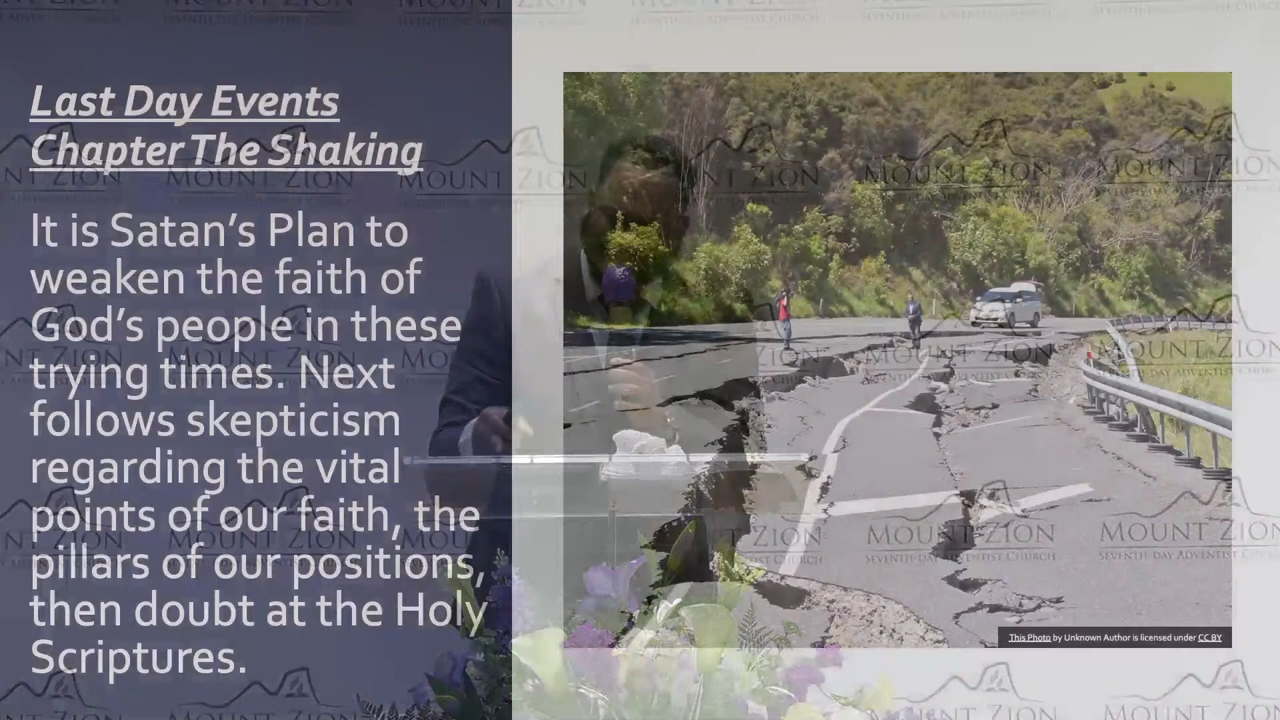 Last Day Events
Chapter The Shaking
It is Satan’s Plan to
weaken the faith of
God’s people in these
trying times. Next
follows skepticism
regarding the vital
points of our faith, the
pillars of our positions,
then doubt at the Holy
Scriptures.
This Photo by Unknown Author is licensed under CC BY
MOUNT ZION
SEVENTH-DAY ADVENTIST CHURCH